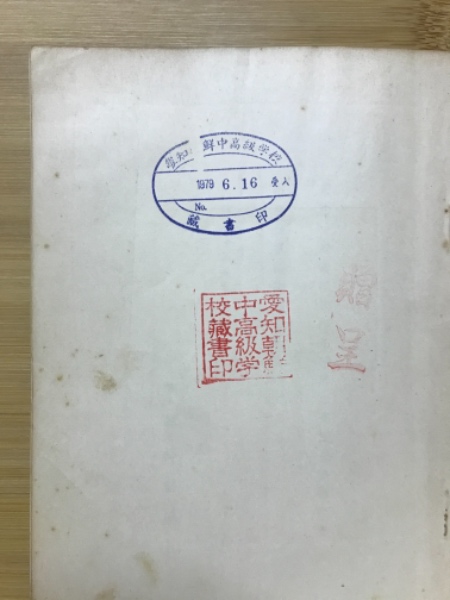 愛知 鮮中高級学校
1979 6.16 受入
No.
蔵書印
愛知朝鮮
中高級学
校蔵書印
贈呈